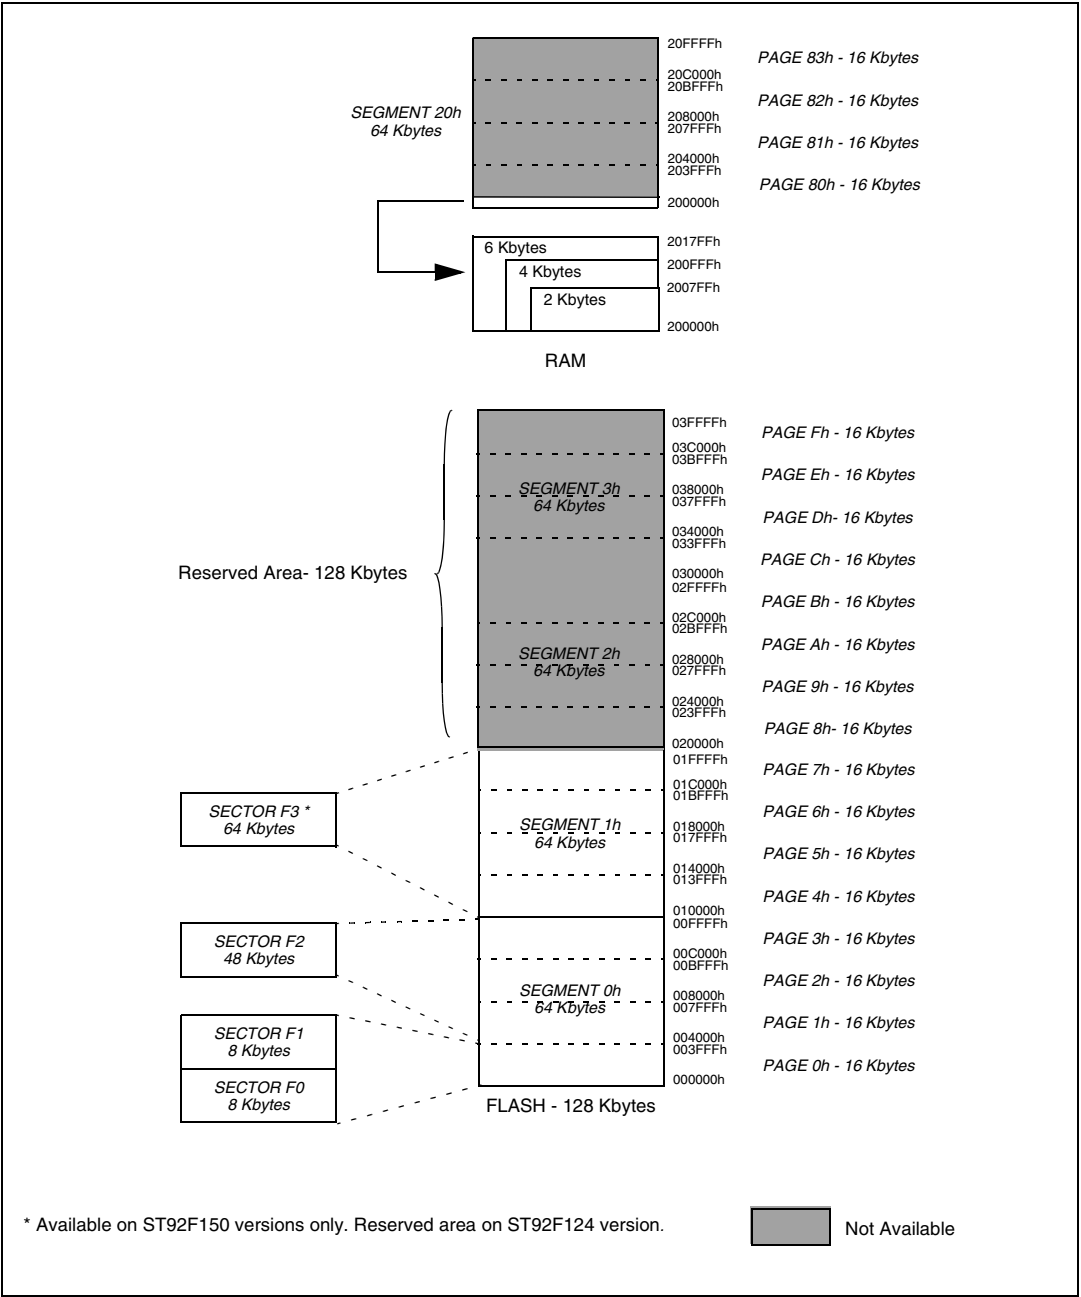 20FFFFh
PAGE 83h - 16 Kbytes
20C000h
20BFFFh
PAGE 82h - 16 Kbytes
SEGMENT 20h
64 Kbytes
208000h
207FFFh
PAGE 81h - 16 Kbytes
204000h
203FFFh
PAGE 80h - 16 Kbytes
200000h
6 Kbytes
2017FFh
4 Kbytes
200FFFh
2 Kbytes
2007FFh
200000h
RAM
03FFFFh
PAGE Fh - 16 Kbytes
03C000h
03BFFFh
PAGE Eh - 16 Kbytes
SEGMENT 3h
64 Kbytes
038000h
037FFFh
PAGE Dh- 16 Kbytes
034000h
033FFFh
PAGE Ch - 16 Kbytes
Reserved Area- 128 Kbytes
030000h
02FFFFh
PAGE Bh - 16 Kbytes
02C000h
02BFFFh
PAGE Ah - 16 Kbytes
SEGMENT 2h
64 Kbytes
028000h
027FFFh
PAGE 9h - 16 Kbytes
024000h
023FFFh
PAGE 8h- 16 Kbytes
020000h
01FFFFh
PAGE 7h - 16 Kbytes
01C000h
01BFFFh
PAGE 6h - 16 Kbytes
SECTOR F3 *
64 Kbytes
SEGMENT 1h
64 Kbytes
018000h
017FFFh
PAGE 5h - 16 Kbytes
014000h
013FFFh
PAGE 4h - 16 Kbytes
010000h
00FFFFh
PAGE 3h - 16 Kbytes
SECTOR F2
48 Kbytes
00C000h
00BFFFh
PAGE 2h - 16 Kbytes
SEGMENT 0h
64 Kbytes
008000h
007FFFh
PAGE 1h - 16 Kbytes
SECTOR F1
8 Kbytes
004000h
003FFFh
PAGE 0h - 16 Kbytes
SECTOR F0
8 Kbytes
000000h
FLASH - 128 Kbytes
* Available on ST92F150 versions only. Reserved area on ST92F124 version.
Not Available